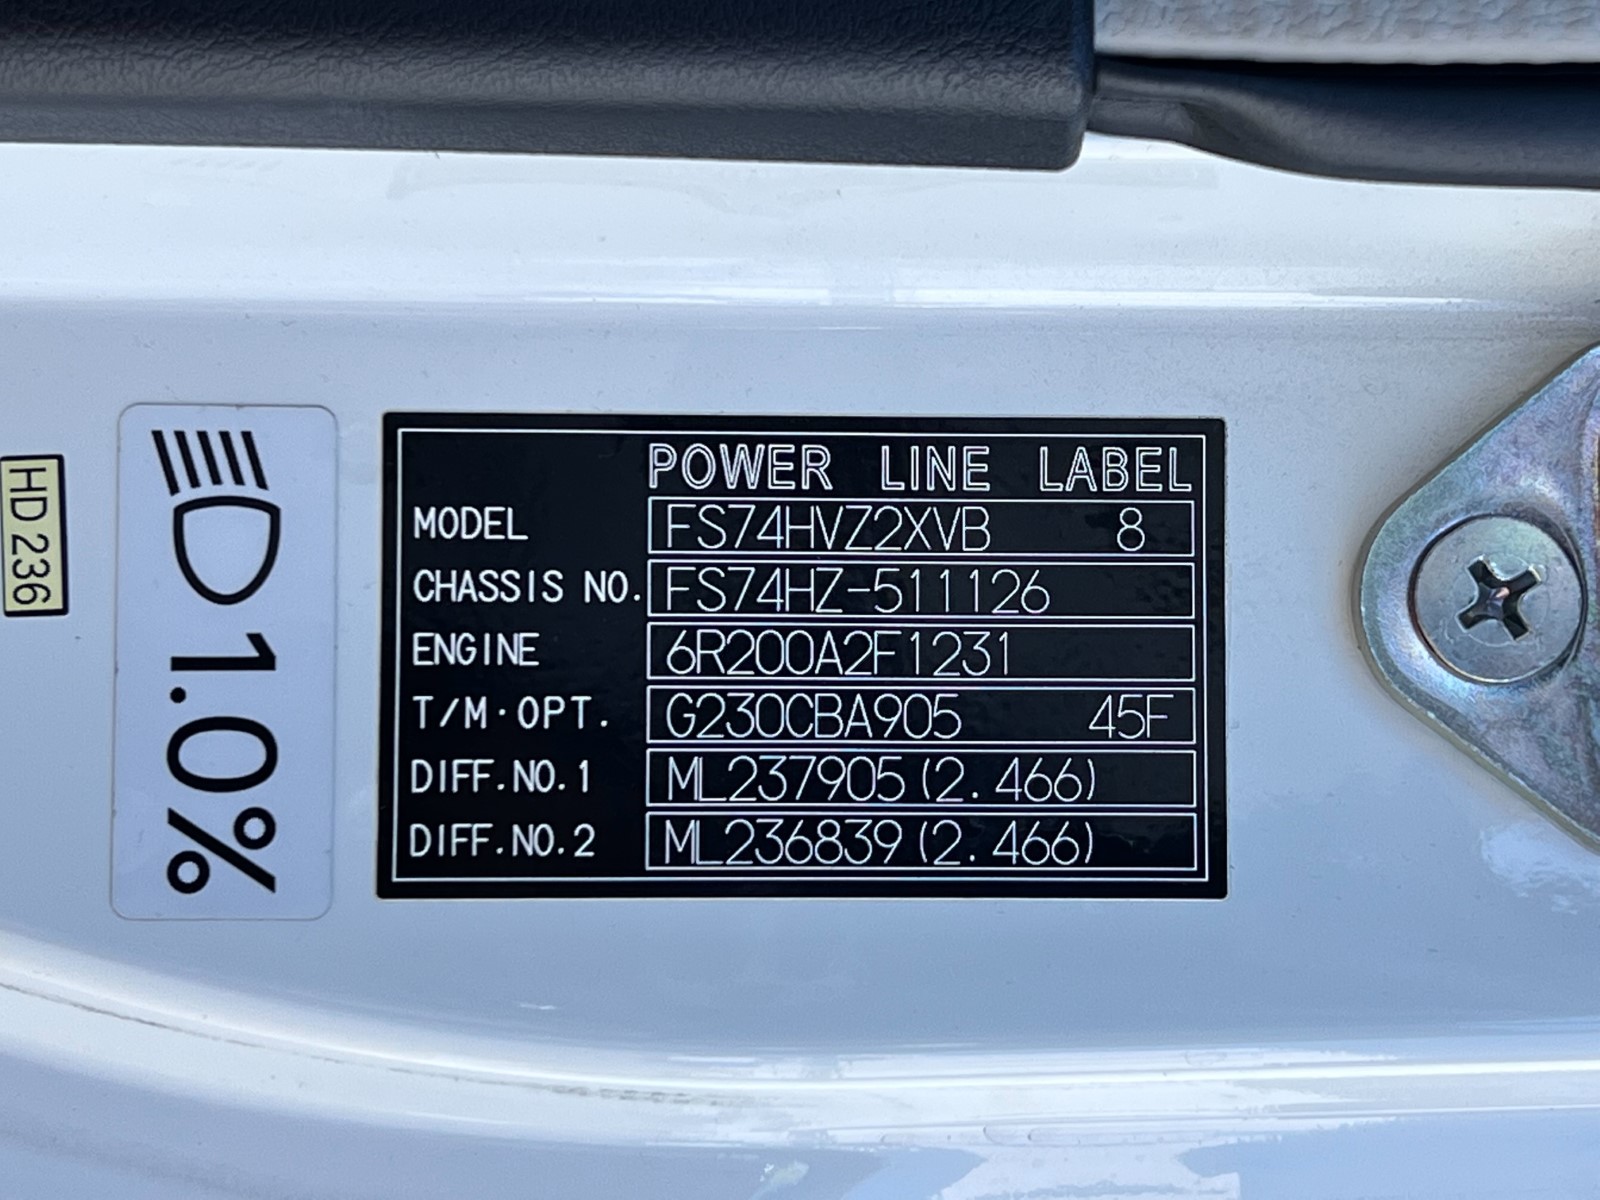 HD 236
1.0%
POWER LINE LABEL
MODEL FS74HVZ2XVB 8
CHASSIS NO. FS74HZ-511126
ENGINE 6R200A2F1231
T/M·OPT. G230CBA905 45F
DIFF.NO.1 ML237905(2.466)
DIFF.NO.2 ML236839(2.466)